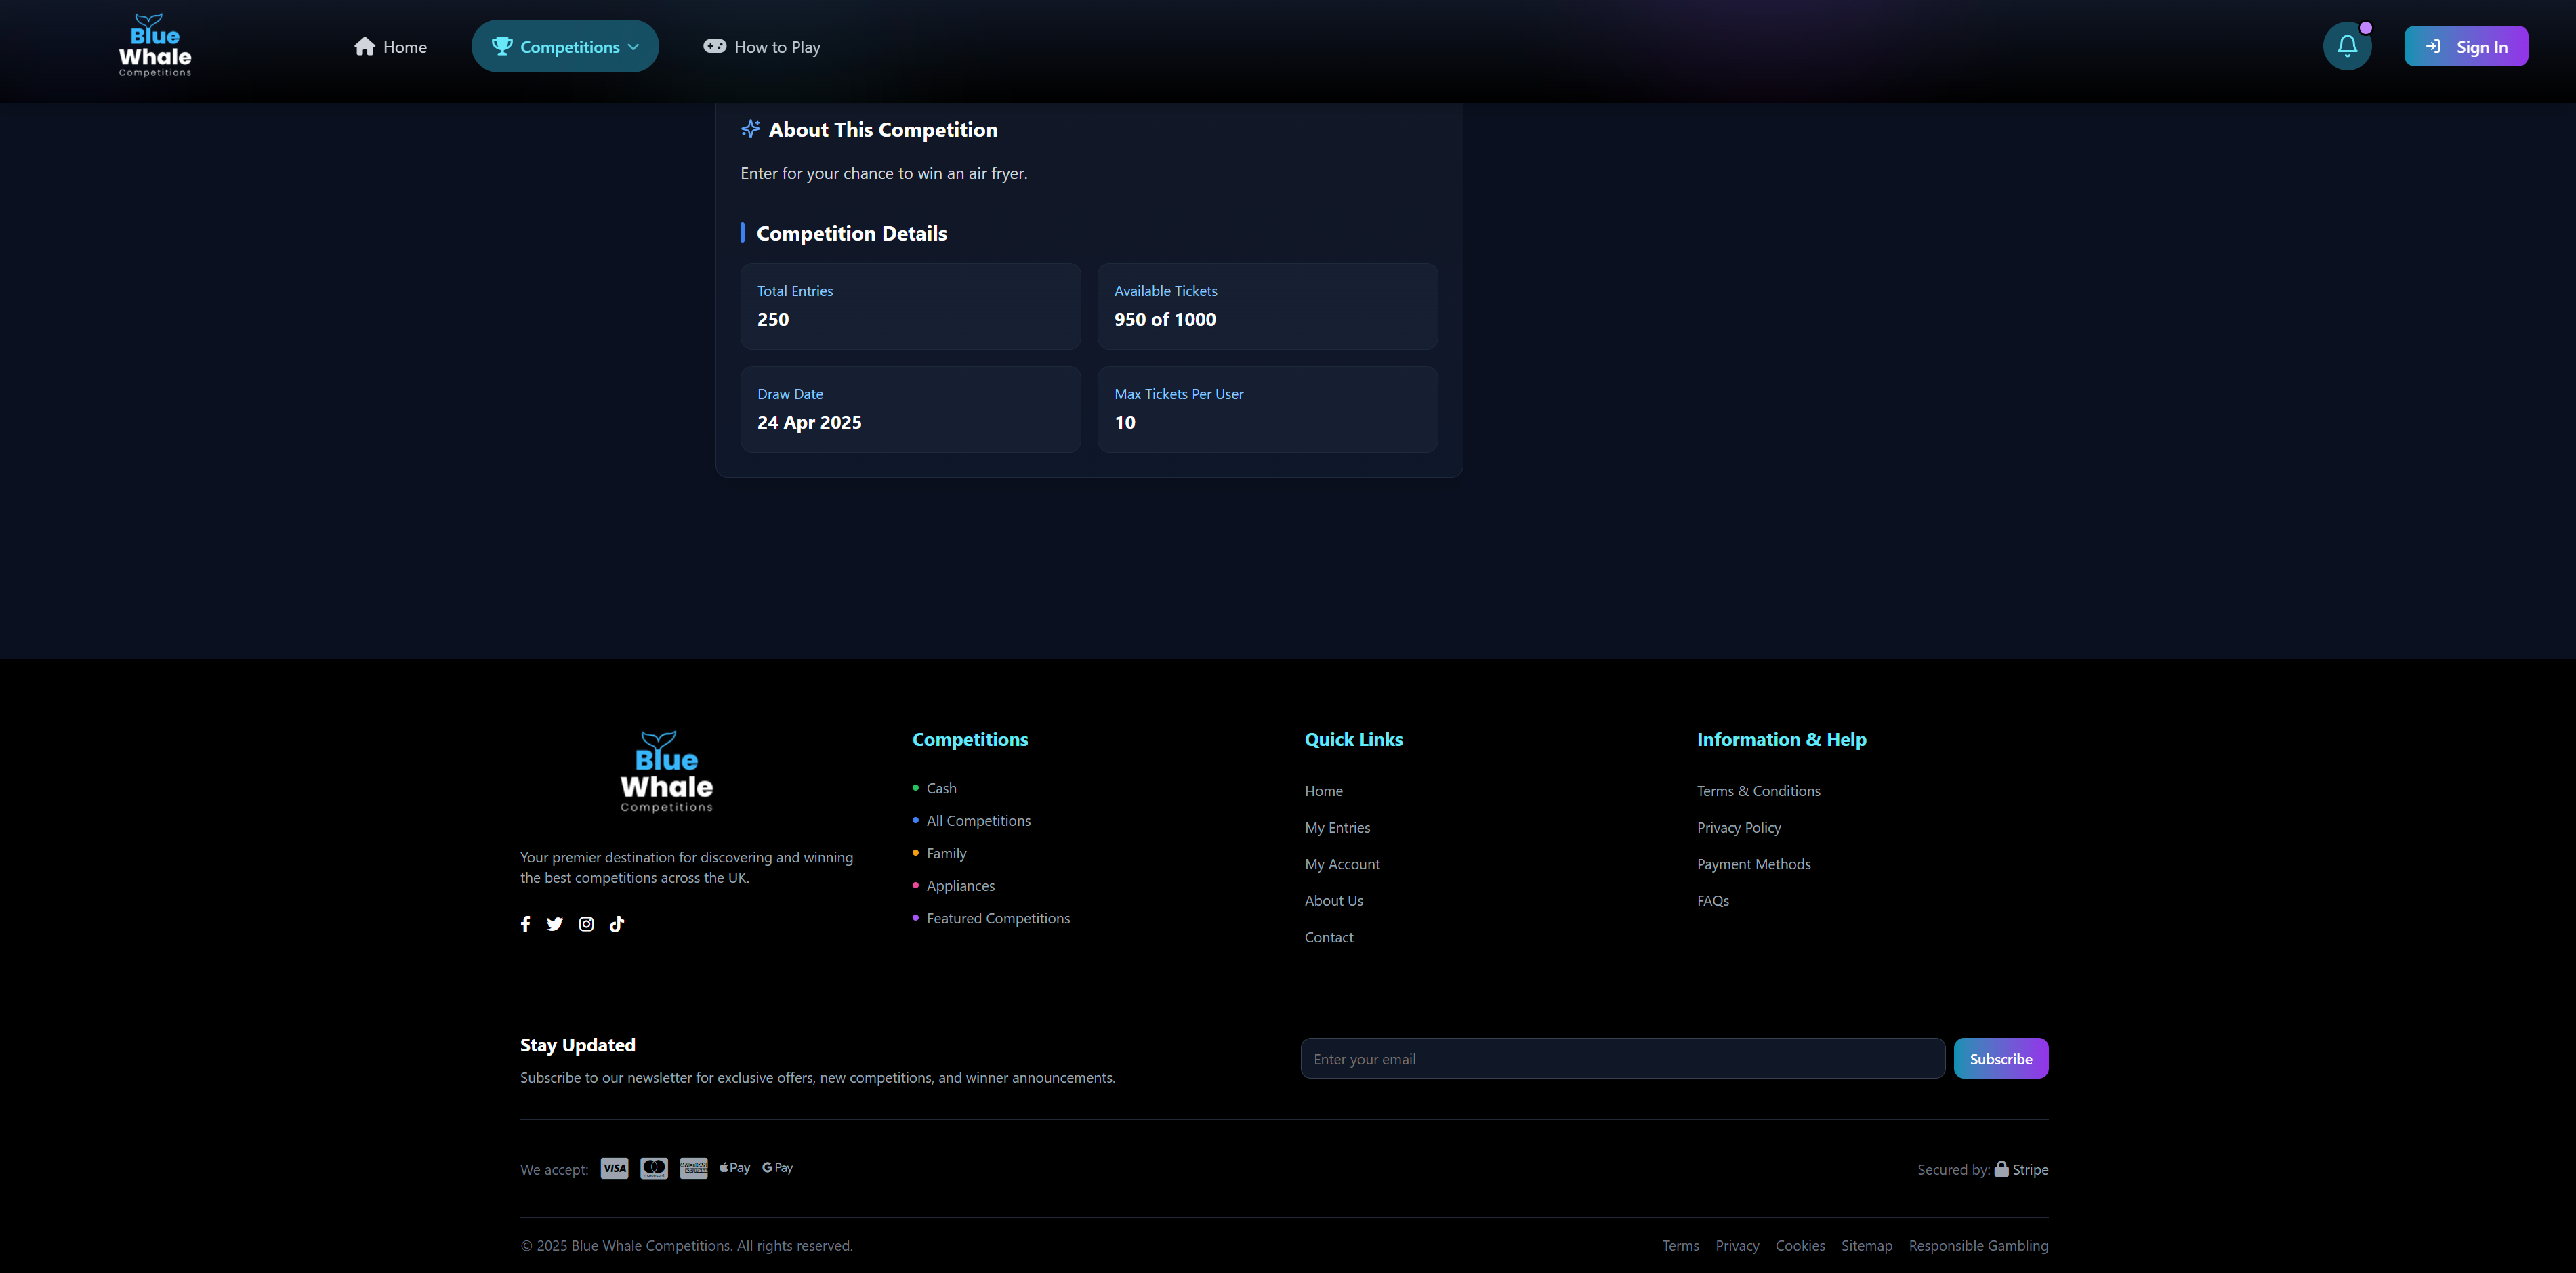 Blue
Whale
Competitions
Home
Competitions
How to Play
Sign In
About This Competition
Enter for your chance to win an air fryer.
Competition Details
Total Entries
250
Available Tickets
950 of 1000
Draw Date
24 Apr 2025
Max Tickets Per User
10
Blue
Whale
Competitions
Your premier destination for discovering and winning
the best competitions across the UK.
Competitions
Cash
All Competitions
Family
Appliances
Featured Competitions
Quick Links
Home
My Entries
My Account
About Us
Contact
Information & Help
Terms & Conditions
Privacy Policy
Payment Methods
FAQs
Stay Updated
Subscribe to our newsletter for exclusive offers, new competitions, and winner announcements.
Enter your email
Subscribe
We accept: VISA AMERICAN EXPRESS Pay G Pay
Secured by: Stripe
© 2025 Blue Whale Competitions. All rights reserved.
Terms Privacy Cookies Sitemap Responsible Gambling